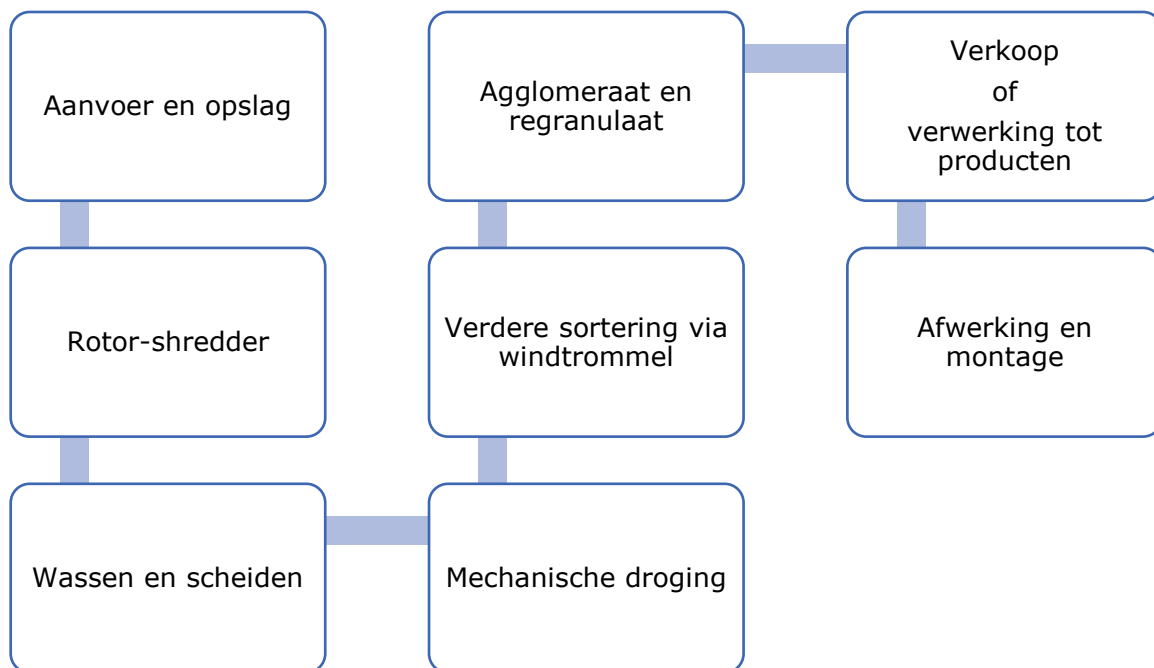 Aanvoer en opslag
Rotor-shredder
Wassen en scheiden
Mechanische droging
Verdere sortering via
windtrommel
Agglomeraat en
regranulaat
Verkoop
of
verwerking tot
producten
Afwerking en
montage